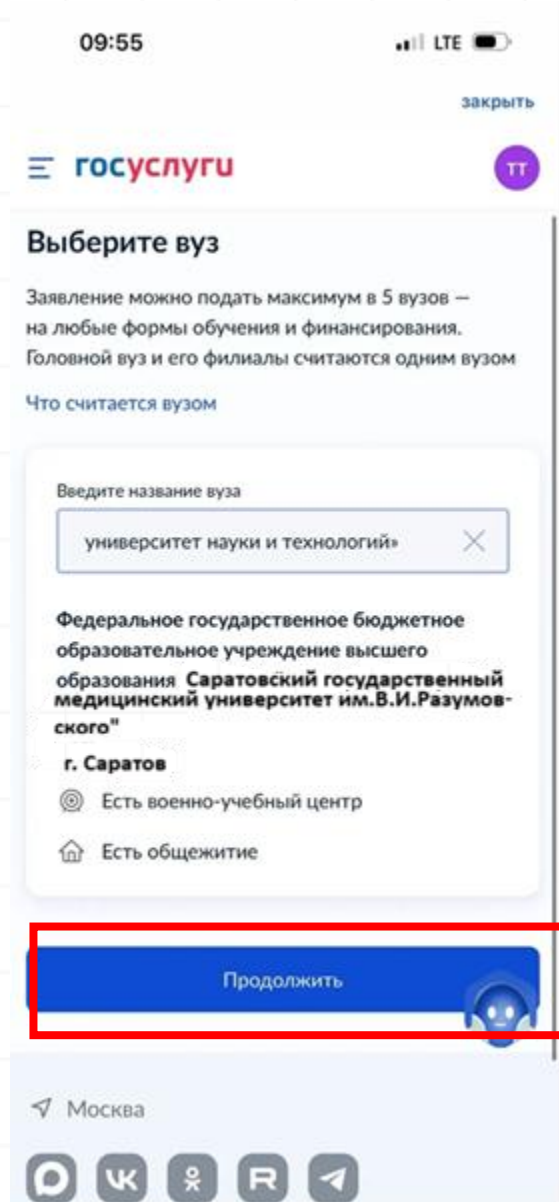 09:55 LTE
закрыть
госуслуги ТТ
Выберите вуз
Заявление можно подать максимум в 5 вузов —
на любые формы обучения и финансирования.
Головной вуз и его филиалы считаются одним вузом
Что считается вузом
Введите название вуза
университет науки и технологий»
Федеральное государственное бюджетное
образовательное учреждение высшего
образования Саратовский государственный
медицинский университет им.В.И.Разумов-
ского"
г. Саратов
Есть военно-учебный центр
Есть общежитие
Продолжить
Москва